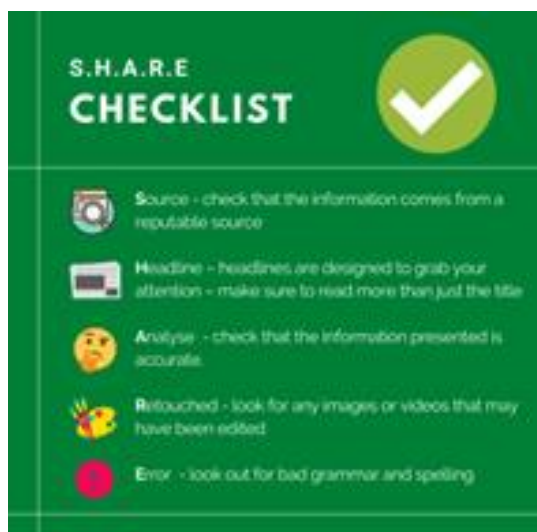 S.H.A.R.E
CHECKLIST
Source - check that the information comes from a
reputable source
Headline – headlines are designed to grab your
attention – make sure to read more than just the title
Analyse - check that the information presented is
accurate.
Retouched - look for any images or videos that may
have been edited
Error - look out for bad grammar and spelling